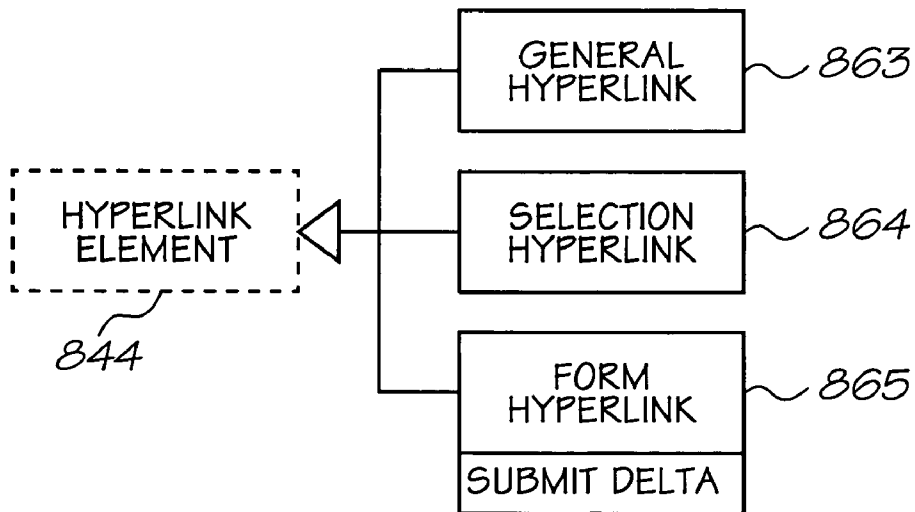 GENERAL
HYPERLINK
863
HYPERLINK
ELEMENT
844
SELECTION
HYPERLINK
864
FORM
HYPERLINK
865
SUBMIT DELTA